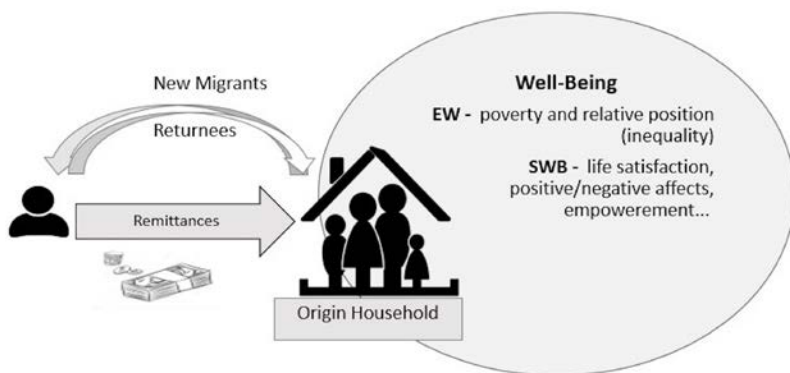 New Migrants
Returnees
Remittances
Origin Household
Well-Being
EW - poverty and relative position
(inequality)
SWB - life satisfaction,
positive/negative affects,
empowerement...